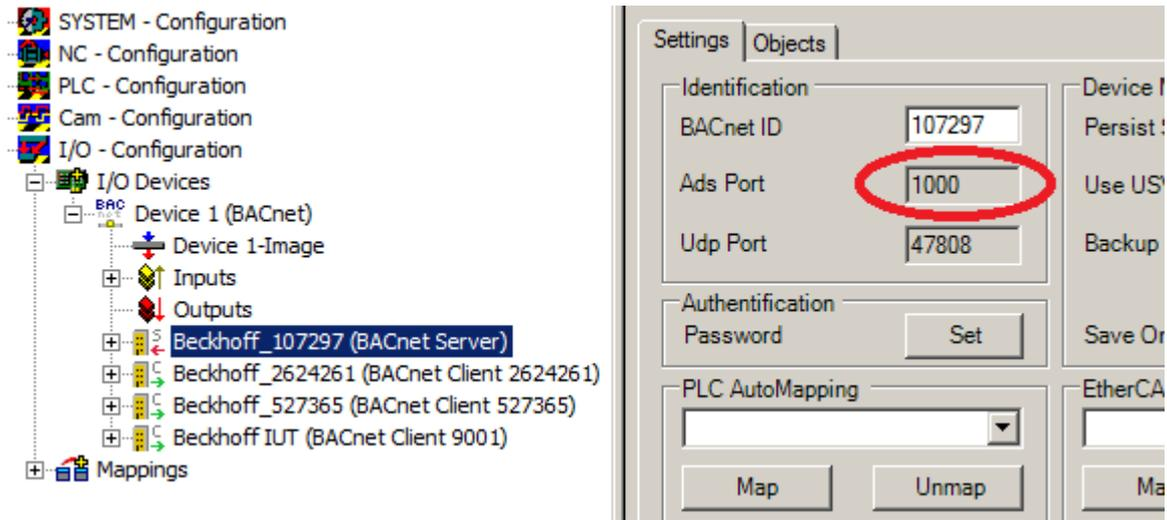 SYSTEM - Configuration
NC - Configuration
PLC - Configuration
Cam - Configuration
I/O - Configuration
I/O Devices
BAC
net
Device 1 (BACnet)
Device 1-Image
Inputs
Outputs
Beckhoff_107297 (BACnet Server)
Beckhoff_2624261 (BACnet Client 2624261)
Beckhoff_527365 (BACnet Client 527365)
Beckhoff IUT (BACnet Client 9001)
Mappings
Settings Objects
Identification
BACnet ID 107297
Ads Port 1000
Udp Port 47808
Authentification
Password Set
PLC AutoMapping
Map Unmap
Device
Persist
Use
Backup
Save